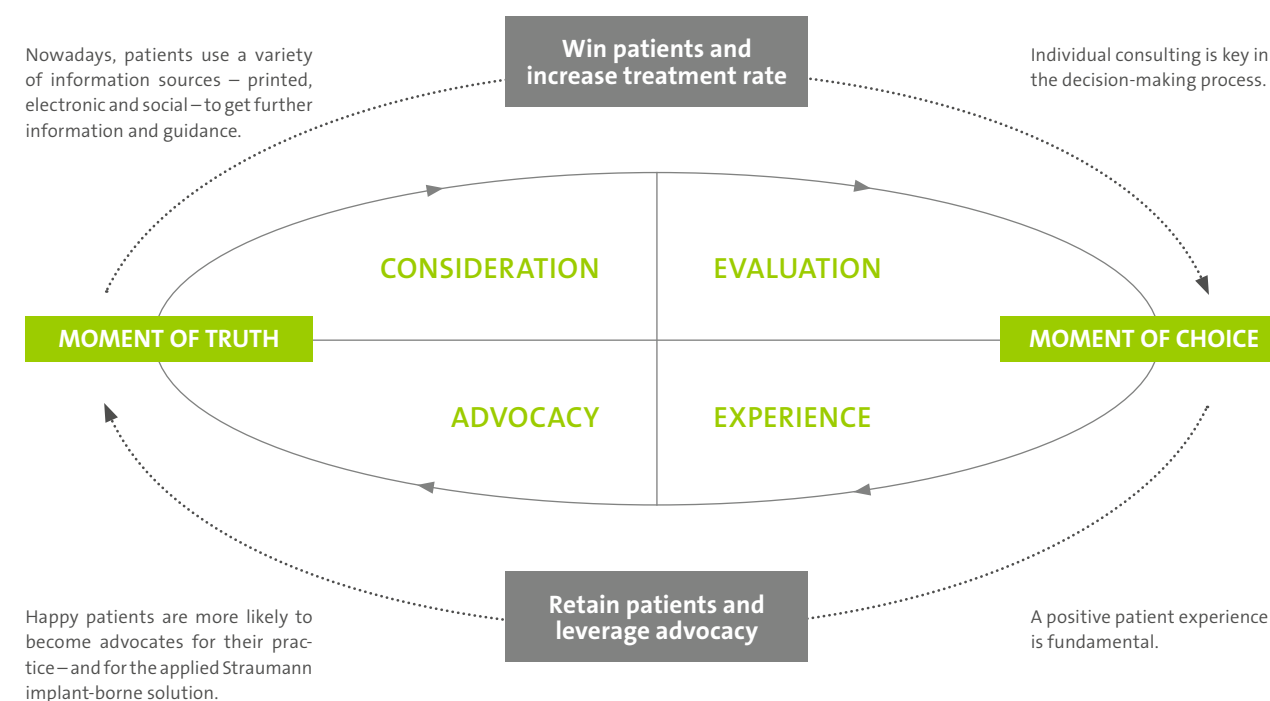 Nowadays, patients use a variety
of information sources – printed,
electronic and social – to get further
information and guidance.
Win patients and
increase treatment rate
Individual consulting is key in
the decision-making process.
CONSIDERATION
EVALUATION
MOMENT OF TRUTH
MOMENT OF CHOICE
ADVOCACY
EXPERIENCE
Happy patients are more likely to
become advocates for their prac-
tice – and for the applied Straumann
implant-borne solution.
Retain patients and
leverage advocacy
A positive patient experience
is fundamental.